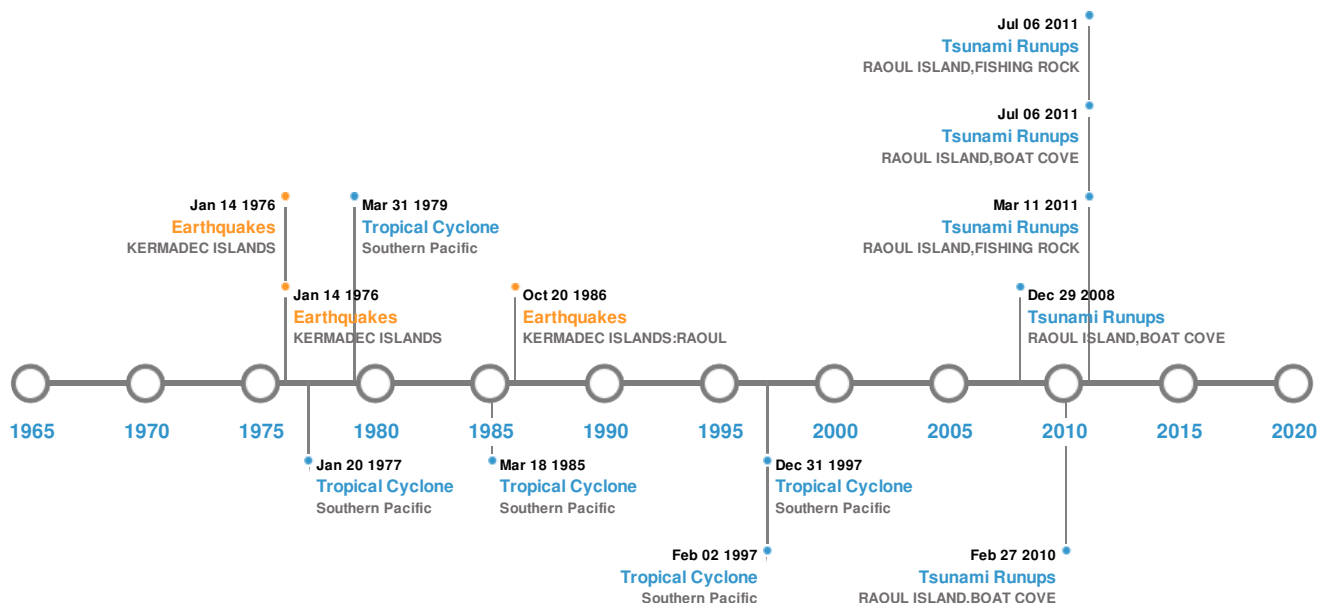 Jul 06 2011
Tsunami Runups
RAOUL ISLAND,FISHING ROCK
Jul 06 2011
Tsunami Runups
RAOUL ISLAND,BOAT COVE
Jan 14 1976
Earthquakes
KERMADEC ISLANDS
Mar 31 1979
Tropical Cyclone
Southern Pacific
Mar 11 2011
Tsunami Runups
RAOUL ISLAND,FISHING ROCK
Jan 14 1976
Earthquakes
KERMADEC ISLANDS
Oct 20 1986
Earthquakes
KERMADEC ISLANDS:RAOUL
Dec 29 2008
Tsunami Runups
RAOUL ISLAND,BOAT COVE
1965 1970 1975 1980 1985 1990 1995 2000 2005 2010 2015 2020
Jan 20 1977
Tropical Cyclone
Southern Pacific
Mar 18 1985
Tropical Cyclone
Southern Pacific
Dec 31 1997
Tropical Cyclone
Southern Pacific
Feb 02 1997
Tropical Cyclone
Southern Pacific
Feb 27 2010
Tsunami Runups
RAOUL ISLAND,BOAT COVE